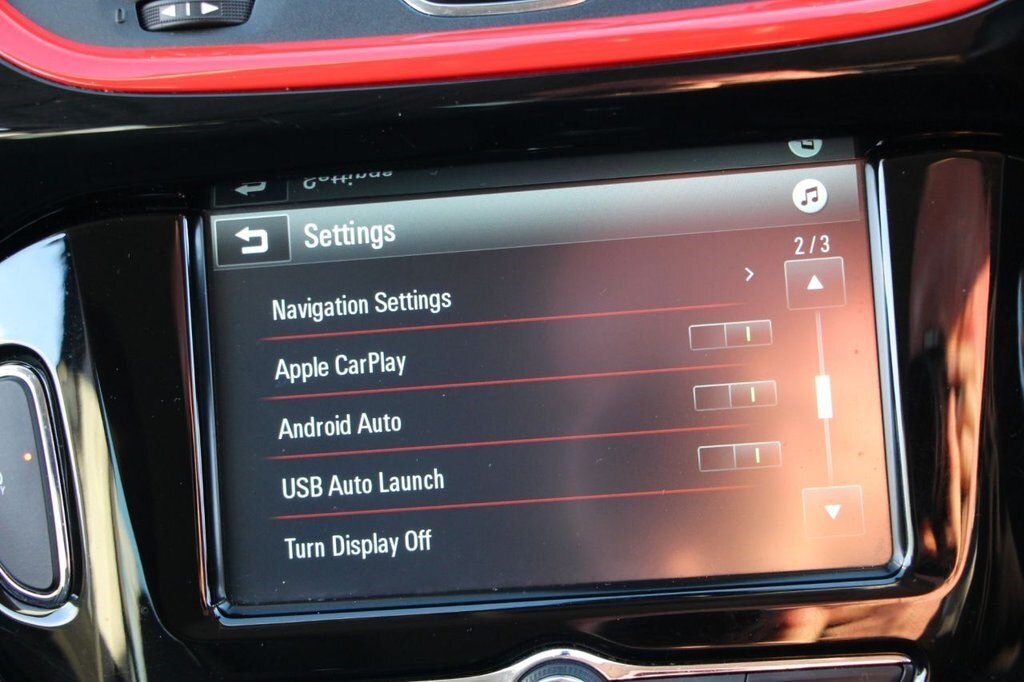 Settings
2/3
Navigation Settings
Apple CarPlay
Android Auto
USB Auto Launch
Turn Display Off